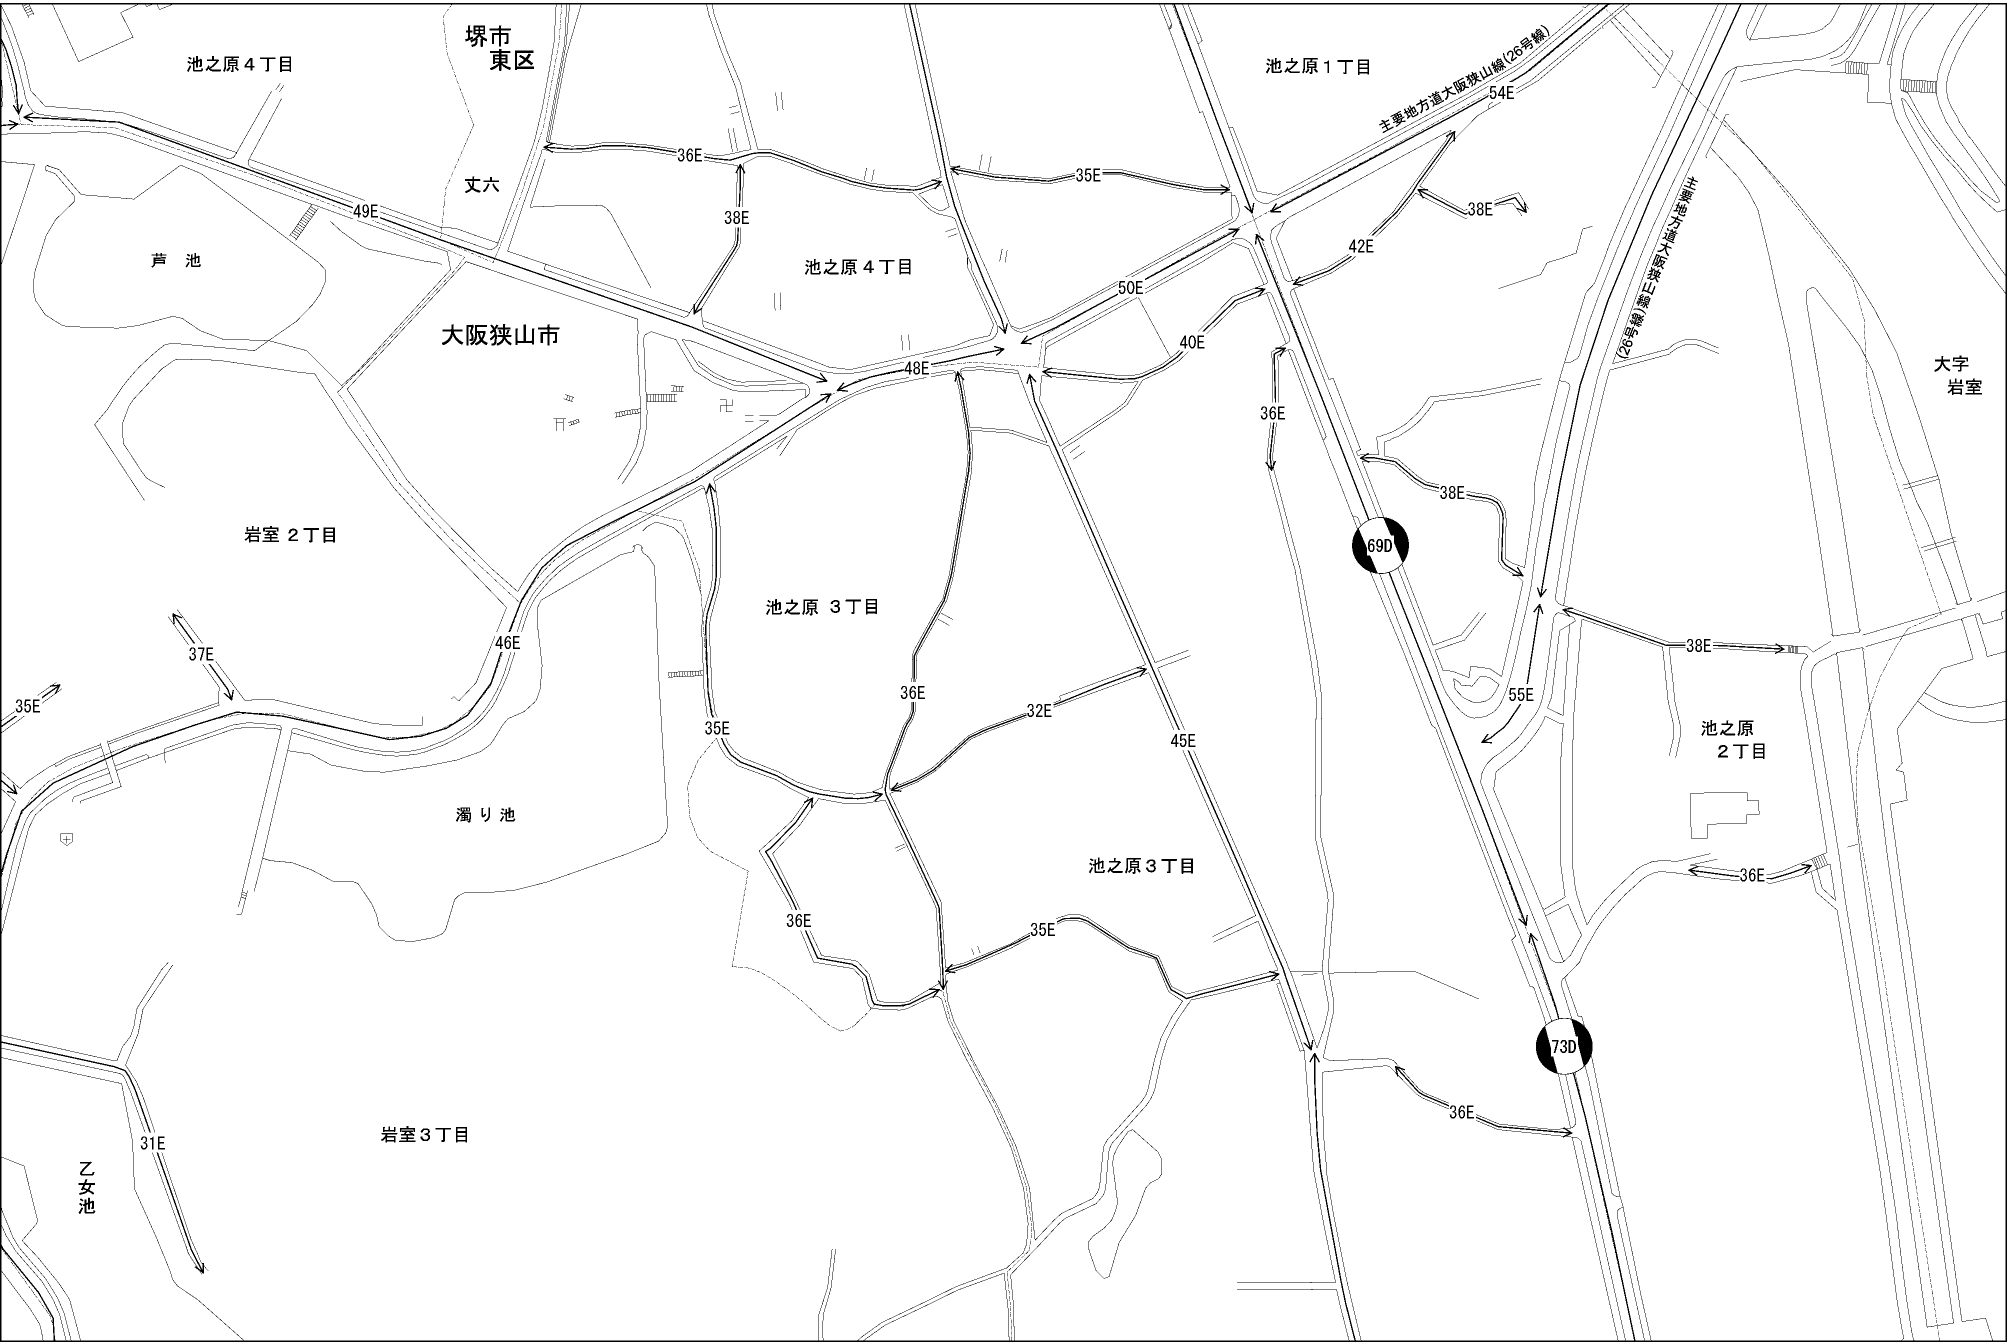 堺市
東区
池之原４丁目
池之原１丁目
主要地方道大阪狭山線(26号線)
54E
36E
35E
丈六
38E
38E
49E
主要地方道大阪狭山線(26号線)
42E
芦 池
池之原４丁目
50E
大阪狭山市
40E
48E
大字
岩室
36E
38E
岩室２丁目
69D
池之原 ３丁目
46E
37E
38E
36E
55E
35E
32E
35E
45E
池之原
２丁目
濁り池
池之原３丁目
36E
36E
35E
73D
36E
岩室３丁目
31E
乙女池